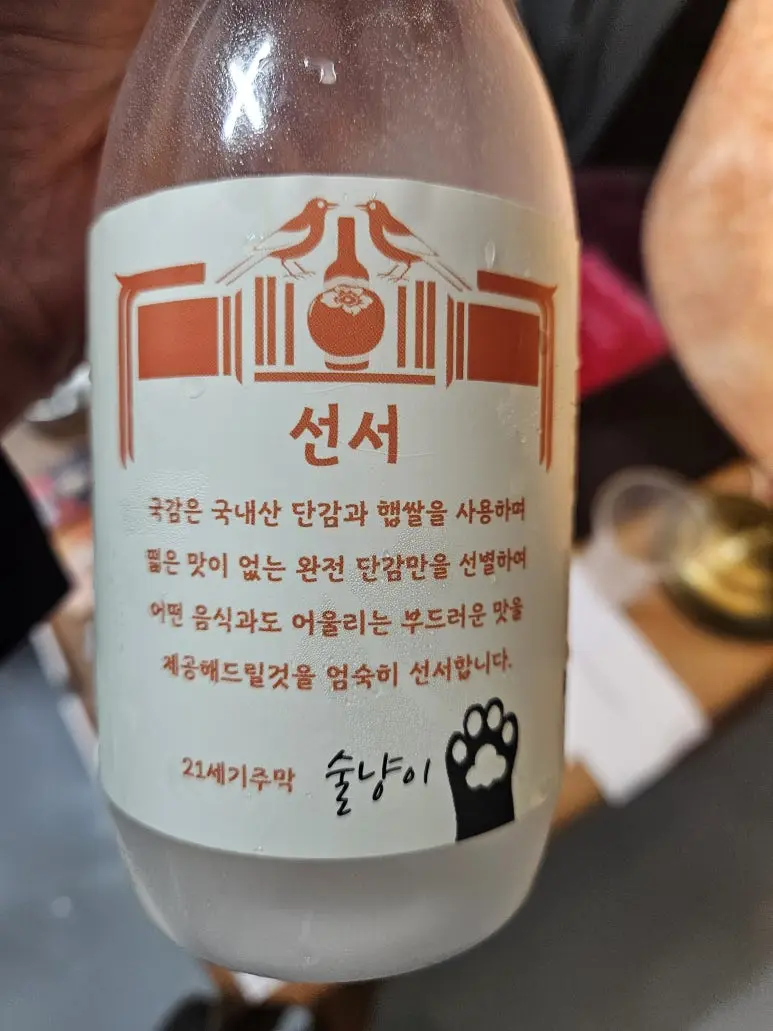 선서
국감은 국내산 단감과 햅쌀을 사용하며
떫은 맛이 없는 완전 단감만을 선별하여
어떤 음식과도 어울리는 부드러운 맛을
제공해드릴것을 엄숙히 선서합니다.
21세기주막 술냥이